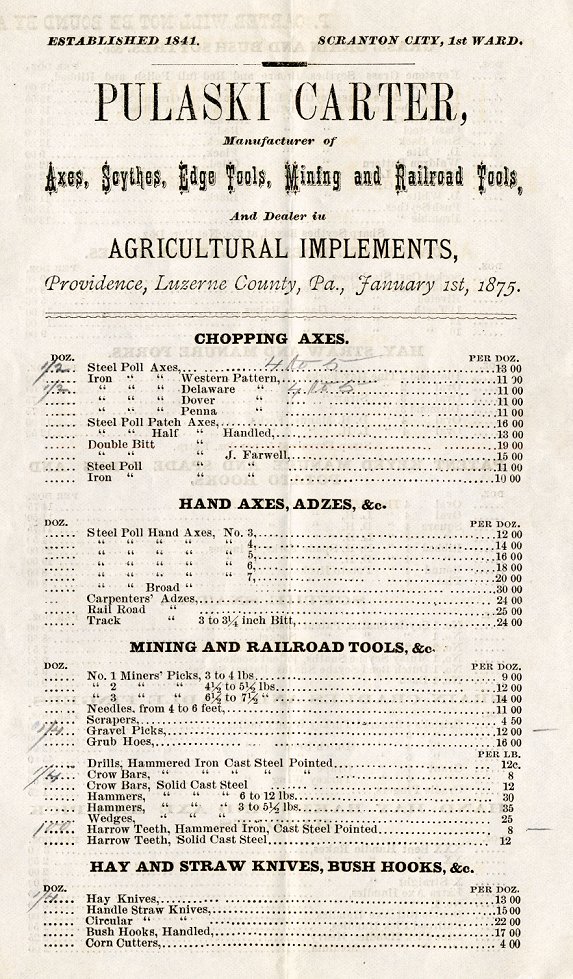 ESTABLISHED 1841. SCRANTON CITY, 1st WARD.
PULASKI CARTER,
Manufacturer of
Axes, Scythes, Edge Tools, Mining and Railroad Tools,
And Dealer in
AGRICULTURAL IMPLEMENTS,
Providence, Luzerne County, Pa., January 1st, 1875.
CHOPPING AXES.
DOZ. PER DOZ.
1/2 Steel Poll Axes, 13 00
Iron “ “ Western Pattern, 11 00
1/2 “ “ “ Delaware “ 11 00
“ “ “ Dover “ 11 00
“ “ “ Penna “ 11 00
Steel Poll Patch Axes, 16 00
“ “ Half “ Handled, 13 00
Double Bitt “ 19 00
“ “ “ J. Farwell, 15 00
Steel Poll “ “ 11 00
Iron “ “ “ 10 00
HAND AXES, ADZES, &c.
DOZ. PER DOZ.
Steel Poll Hand Axes, No. 3, 12 00
“ “ “ “ “ 4, 14 00
“ “ “ “ “ 5, 16 00
“ “ “ “ “ 6, 18 00
“ “ “ “ “ 7, 20 00
“ “ Broad “ 30 00
Carpenters' Adzes, 24 00
Rail Road “ 25 00
Track “ 3 to 3¼ inch Bitt, 24 00
MINING AND RAILROAD TOOLS, &c.
DOZ. PER DOZ.
No. 1 Miners' Picks, 3 to 4 lbs. 9 00
“ 2 “ “ 4½ to 5½ lbs. 12 00
“ 3 “ “ 6½ to 7½ “ 14 00
Needles, from 4 to 6 feet, 11 00
Scrapers, 4 50
Gravel Picks, 12 00
Grub Hoes, 16 00
PER LB.
Drills, Hammered Iron Cast Steel Pointed 12c.
Crow Bars, “ “ “ “ “ 8
Crow Bars, Solid Cast Steel 12
Hammers, “ “ “ 6 to 12 lbs. 30
Hammers, “ “ “ 3 to 5½ lbs. 35
Wedges, “ “ “ 25
100 Harrow Teeth, Hammered Iron, Cast Steel Pointed 8
Harrow Teeth, Solid Cast Steel 12
HAY AND STRAW KNIVES, BUSH HOOKS, &c.
DOZ. PER DOZ.
Hay Knives, 13 00
Handle Straw Knives, 15 00
Circular “ “ 22 00
Bush Hooks, Handled, 17 00
Corn Cutters, 4 00